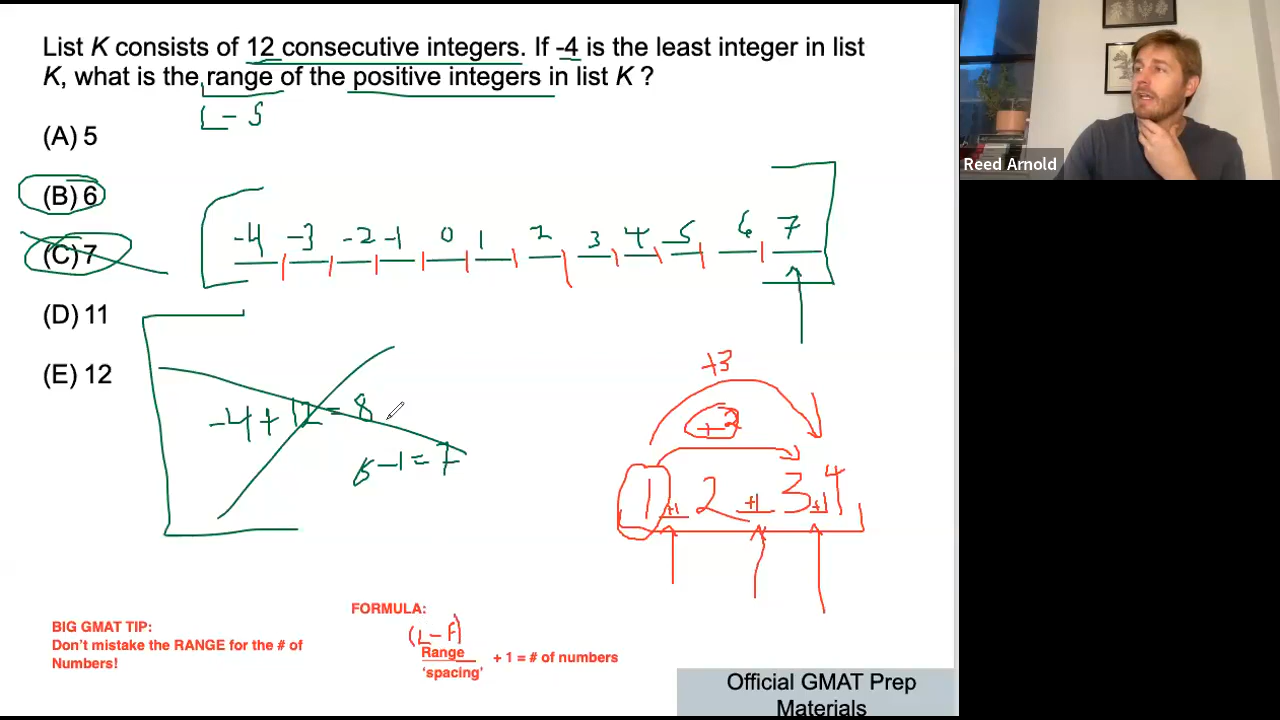 List K consists of 12 consecutive integers. If -4 is the least integer in list
K, what is the range of the positive integers in list K ?
L - S
(A) 5
(B) 6
(C) 7
(D) 11
(E) 12
-4 -3 -2 -1 0 1 2 3 4 5 6 7
-4 + 12 = 8
8 - 1 = 7
+3
+2
1 +1 2 +1 3 +1 4
BIG GMAT TIP:
Don't mistake the RANGE for the # of
Numbers!
FORMULA:
(L - F)
Range
'spacing'
+ 1 = # of numbers
Official GMAT Prep
Materials
Reed Arnold